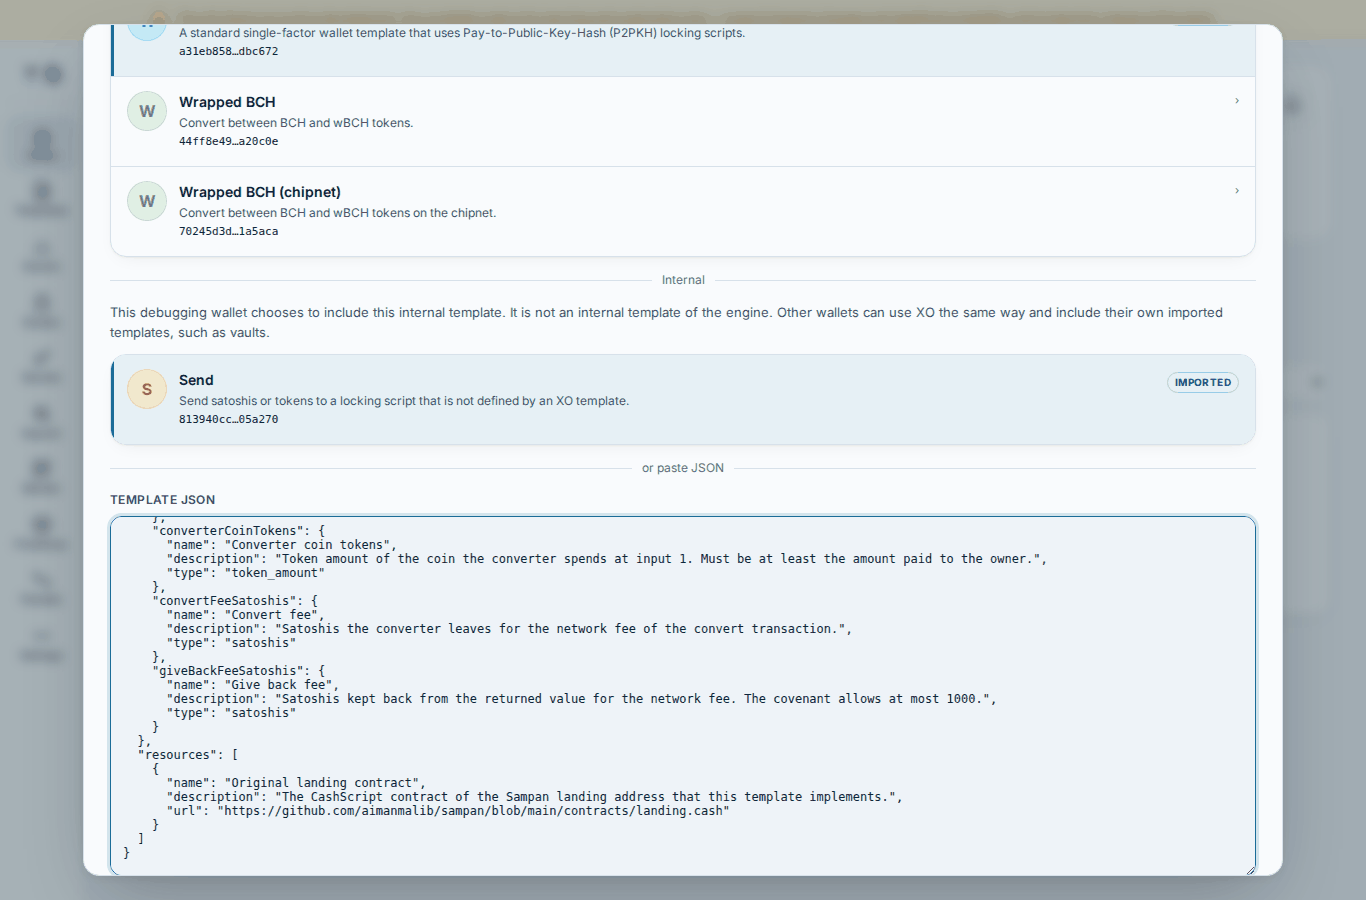 A standard single-factor wallet template that uses Pay-to-Public-Key-Hash (P2PKH) locking scripts.
a31eb858…dbc672
W
Wrapped BCH
Convert between BCH and wBCH tokens.
44ff8e49…a20c0e
W
Wrapped BCH (chipnet)
Convert between BCH and wBCH tokens on the chipnet.
70245d3d…1a5aca
Internal
This debugging wallet chooses to include this internal template. It is not an internal template of the engine. Other wallets can use XO the same way and include their own imported
templates, such as vaults.
S
Send
IMPORTED
Send satoshis or tokens to a locking script that is not defined by an XO template.
813940cc…05a270
or paste JSON
TEMPLATE JSON
},
"converterCoinTokens": {
"name": "Converter coin tokens",
"description": "Token amount of the coin the converter spends at input 1. Must be at least the amount paid to the owner.",
"type": "token_amount"
},
"convertFeeSatoshis": {
"name": "Convert fee",
"description": "Satoshis the converter leaves for the network fee of the convert transaction.",
"type": "satoshis"
},
"giveBackFeeSatoshis": {
"name": "Give back fee",
"description": "Satoshis kept back from the returned value for the network fee. The covenant allows at most 1000.",
"type": "satoshis"
}
},
"resources": [
{
"name": "Original landing contract",
"description": "The CashScript contract of the Sampan landing address that this template implements.",
"url": "https://github.com/aimanmalib/sampan/blob/main/contracts/landing.cash"
}
]
}